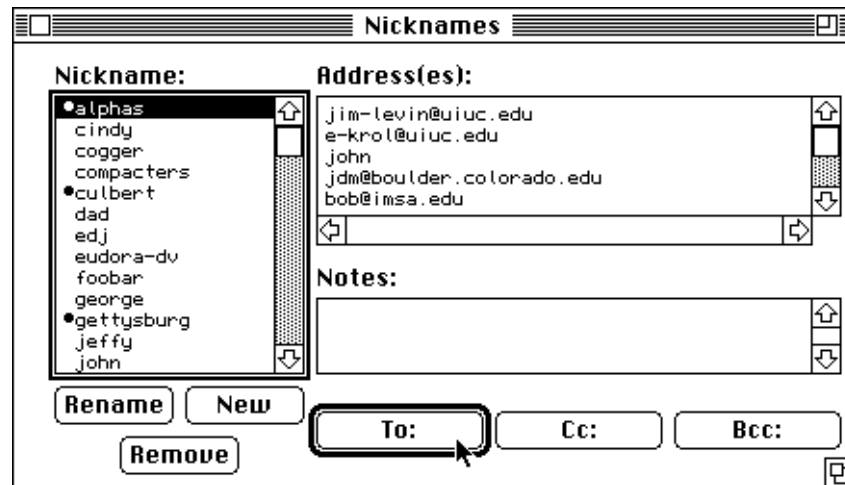 Nicknames
Nickname:
•alphas
cindy
cogger
compacters
•culbert
dad
edj
eudora-dv
foobar
george
•gettysburg
jeffy
john
Rename
New
Remove
Address(es):
jim-levin@uiuc.edu
e-krol@uiuc.edu
john
jdm@boulder.colorado.edu
bob@imsa.edu
Notes:
To:
Cc:
Bcc: